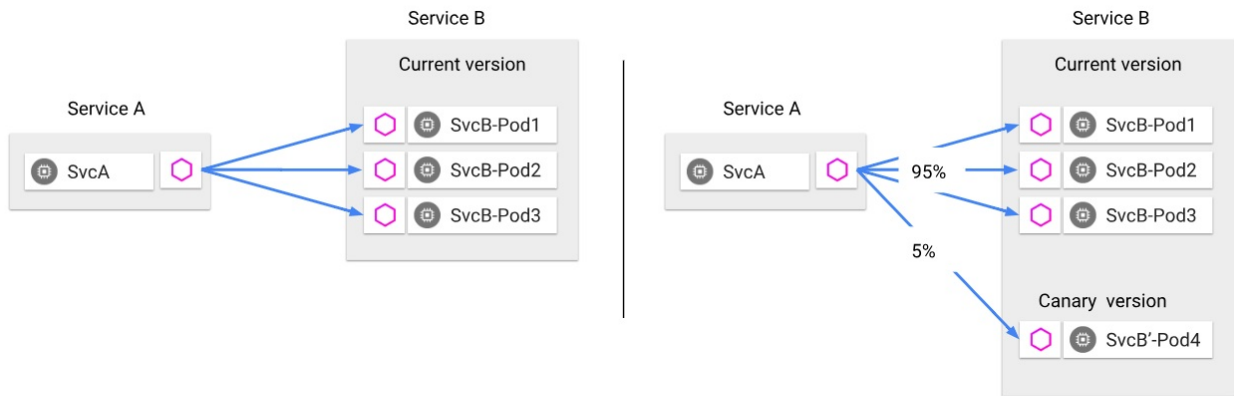 Service B
Current version
Service A
SvcB-Pod1
SvcA
SvcB-Pod2
SvcB-Pod3
Service B
Current version
Service A
SvcB-Pod1
SvcA
95%
SvcB-Pod2
SvcB-Pod3
5%
Canary version
SvcB’-Pod4